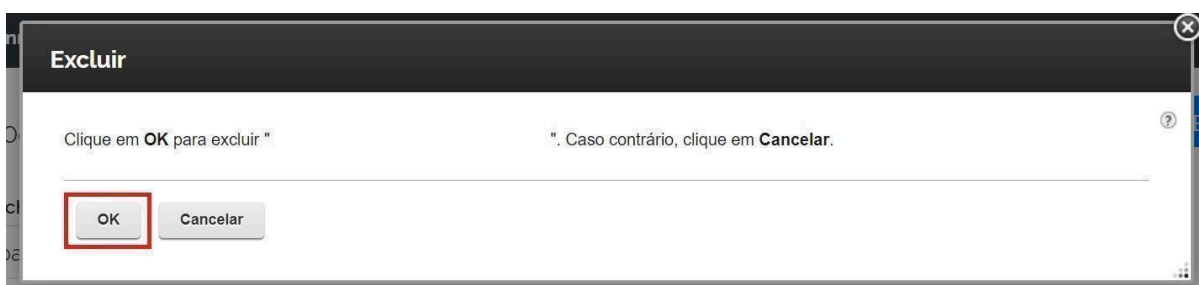 Excluir
Clique em OK para excluir " ". Caso contrário, clique em Cancelar.
OK
Cancelar